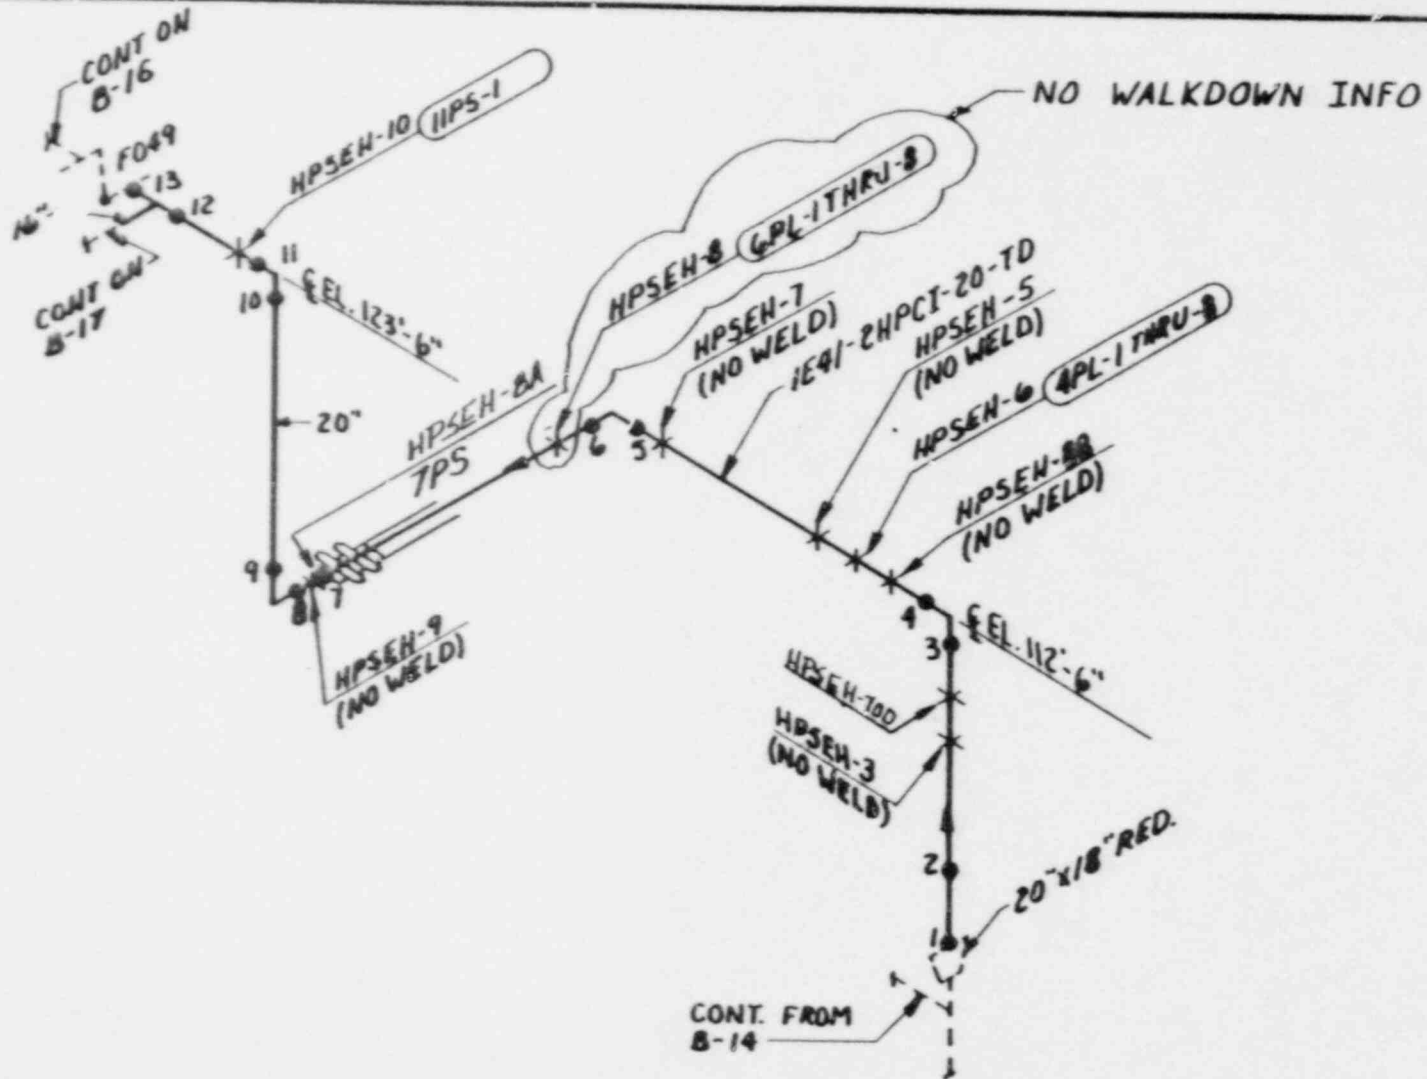 CONT ON
B-16
F049
13
12
16"
CONT ON
B-17
HPSEH-10
11PS-1
11
10
℄ EL. 123'-6"
20"
NO WALKDOWN INFO
HPSEH-8
6PL-1 THRU-8
HPSEH-7
(NO WELD)
1E41-2HPCI-20-TD
HPSEH-5
(NO WELD)
HPSEH-6
4PL-1 THRU-8
(NO WELD)
HPSEH-8A
7PS
6
5
9
8
7
HPSEH-9
(NO WELD)
4
3
℄ EL. 112'-6"
HPSEH-3
(NO WELD)
2
1
20"x18" RED.
CONT. FROM
B-14